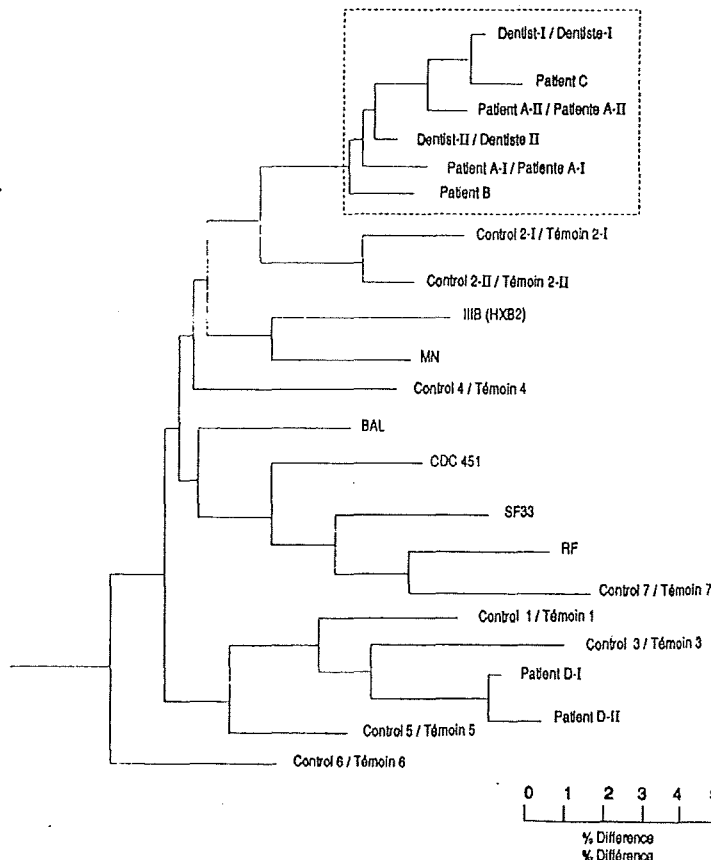 Dentist-I / Dentiste-I
Patient C
Patient A-II / Patiente A-II
Dentist-II / Dentiste II
Patient A-I / Patiente A-I
Patient B
Control 2-I / Témoin 2-I
Control 2-II / Témoin 2-II
IIIB (HXB2)
MN
Control 4 / Témoin 4
BAL
CDC 451
SF33
RF
Control 7 / Témoin 7
Control 1 / Témoin 1
Control 3 / Témoin 3
Patient D-I
Patient D-II
Control 5 / Témoin 5
Control 6 / Témoin 6
0 1 2 3 4
% Difference
% Différence